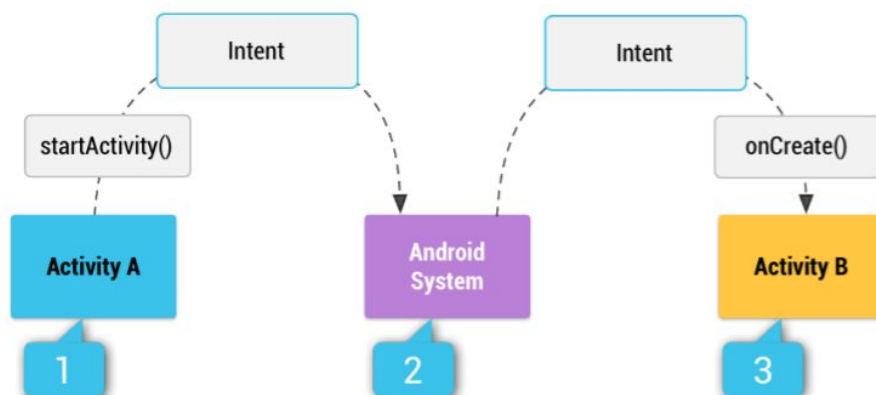 Intent
Intent
startActivity()
onCreate()
Activity A
Android
System
Activity B
1
2
3